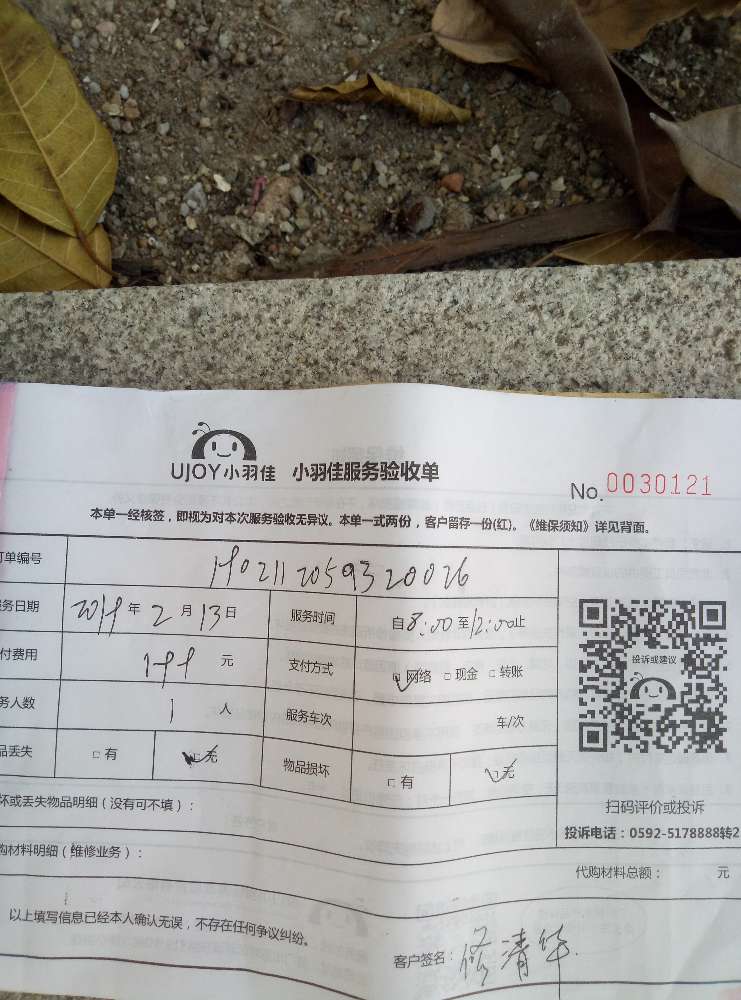 UJOY小羽佳 小羽佳服务验收单
No.0030121
本单一经核签，即视为对本次服务验收无异议。本单一式两份，客户留存一份(红)。《维保须知》详见背面。
订单编号 1902112059320026
务日期 2019年2月13日 服务时间 自8:00至12:00止
付费用 199元 支付方式 网络 □现金 □转账
务人数 1人 服务车次 车/次
品丢失 □有 □无 物品损坏 □有 □无
投诉或建议
坏或丢失物品明细（没有可不填）：
扫码评价或投诉
投诉电话：0592-5178888转2
购材料明细（维修业务）：
代购材料总额： 元
以上填写信息已经本人确认无误，不存在任何争议纠纷。
客户签名：修清华